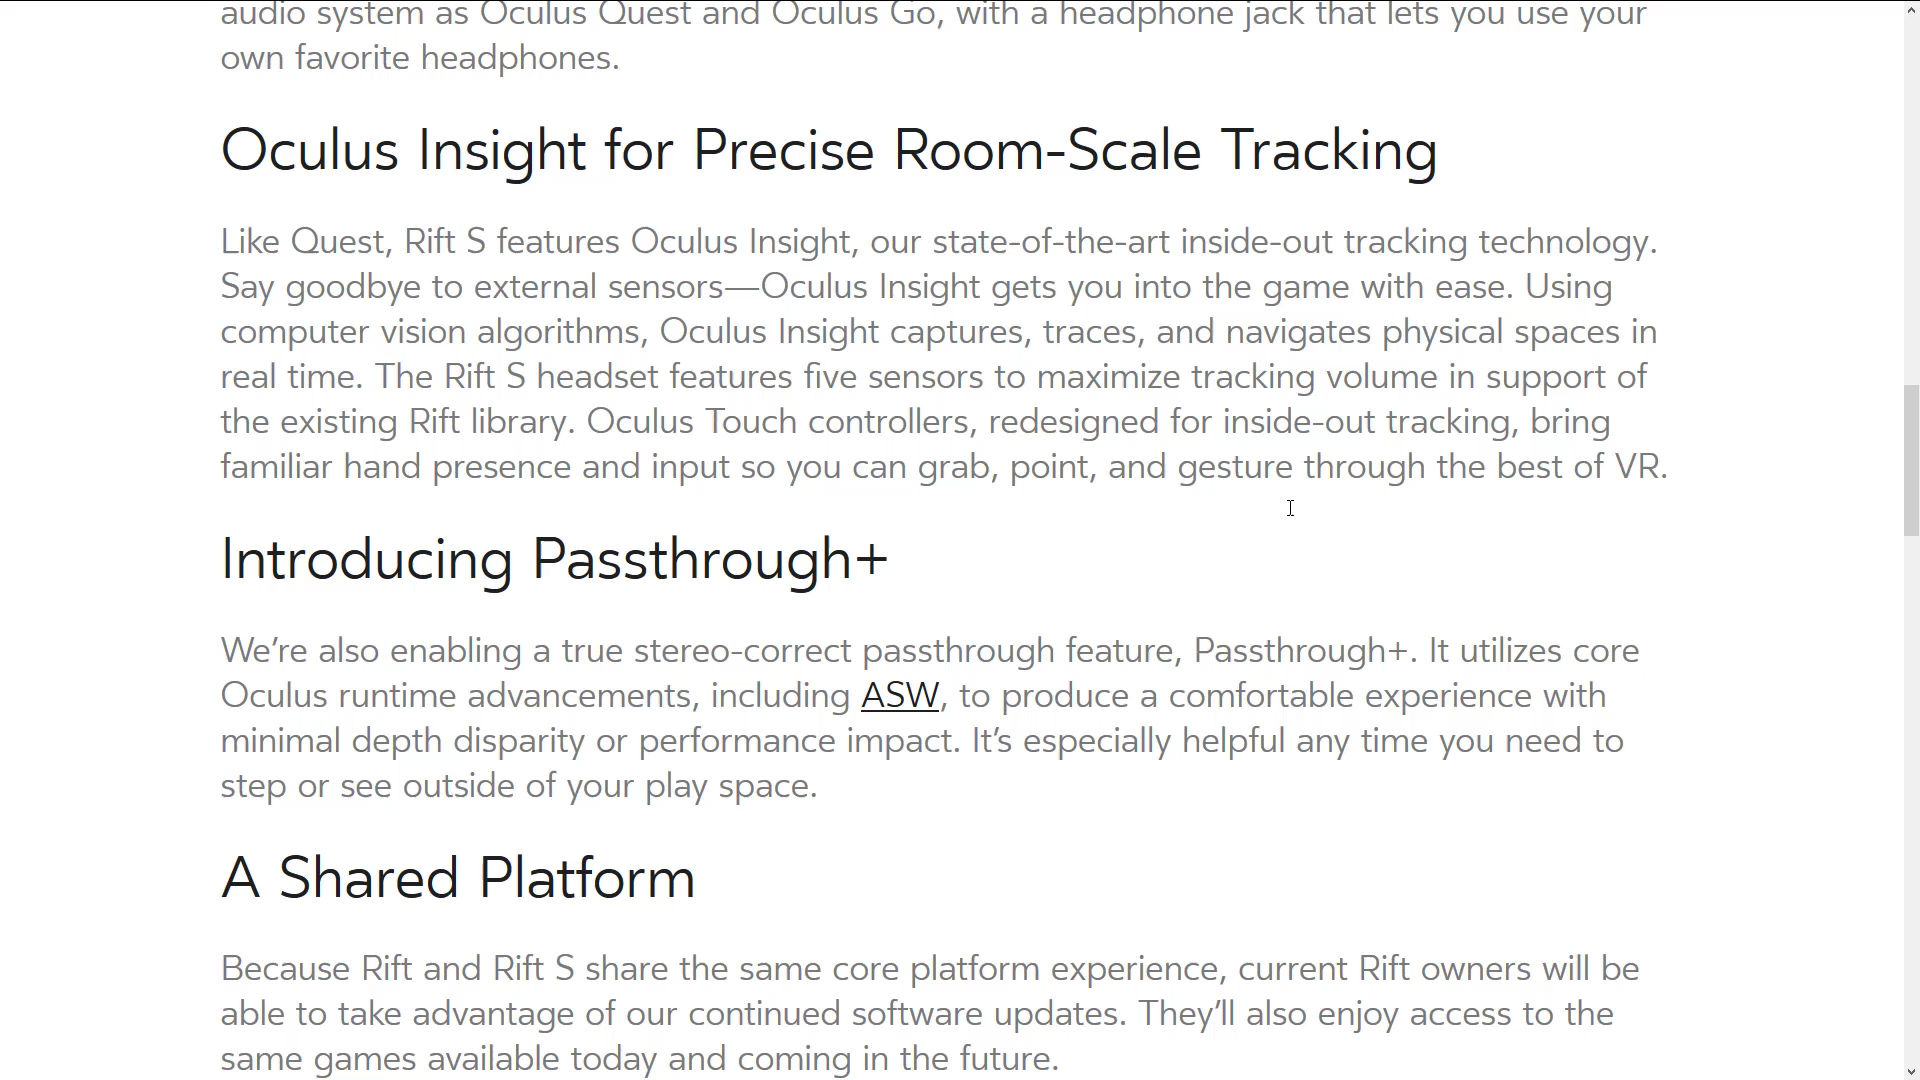 audio system as Oculus Quest and Oculus Go, with a headphone jack that lets you use your
own favorite headphones.
Oculus Insight for Precise Room-Scale Tracking
Like Quest, Rift S features Oculus Insight, our state-of-the-art inside-out tracking technology.
Say goodbye to external sensors—Oculus Insight gets you into the game with ease. Using
computer vision algorithms, Oculus Insight captures, traces, and navigates physical spaces in
real time. The Rift S headset features five sensors to maximize tracking volume in support of
the existing Rift library. Oculus Touch controllers, redesigned for inside-out tracking, bring
familiar hand presence and input so you can grab, point, and gesture through the best of VR.
Introducing Passthrough+
We’re also enabling a true stereo-correct passthrough feature, Passthrough+. It utilizes core
Oculus runtime advancements, including ASW, to produce a comfortable experience with
minimal depth disparity or performance impact. It’s especially helpful any time you need to
step or see outside of your play space.
A Shared Platform
Because Rift and Rift S share the same core platform experience, current Rift owners will be
able to take advantage of our continued software updates. They’ll also enjoy access to the
same games available today and coming in the future.